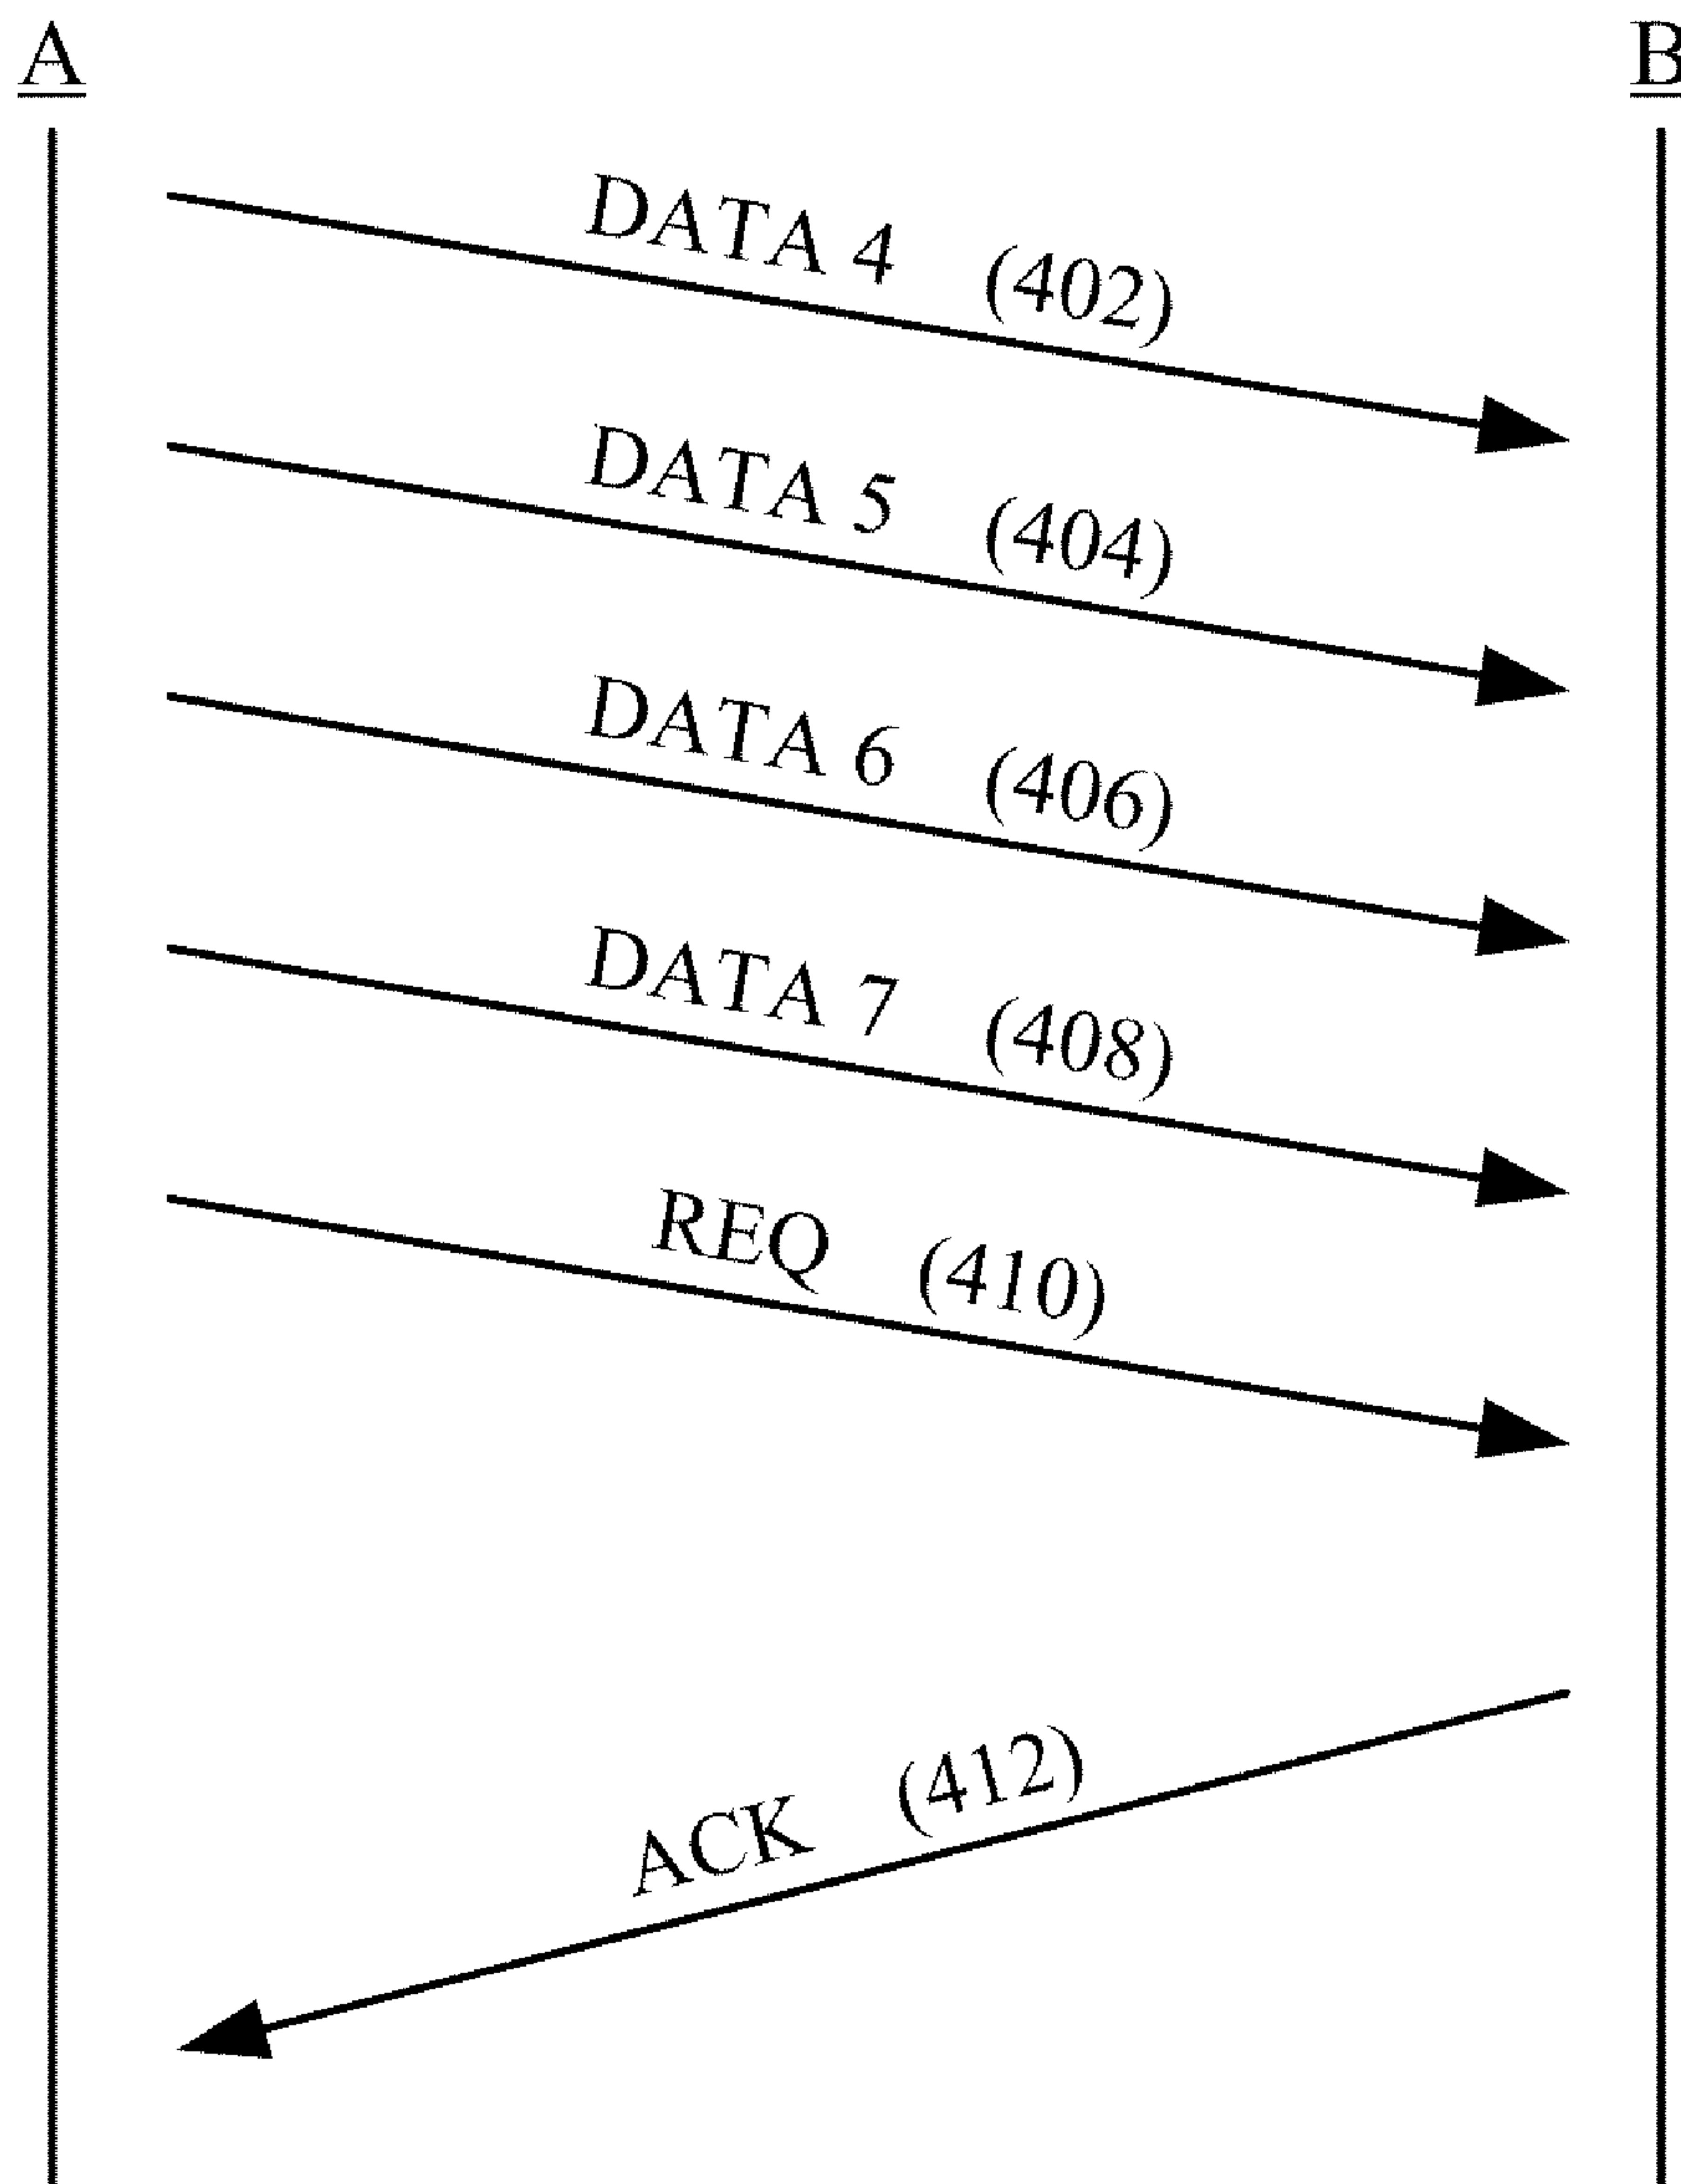 A
B
DATA 4 (402)
DATA 5 (404)
DATA 6 (406)
DATA 7 (408)
REQ (410)
ACK (412)